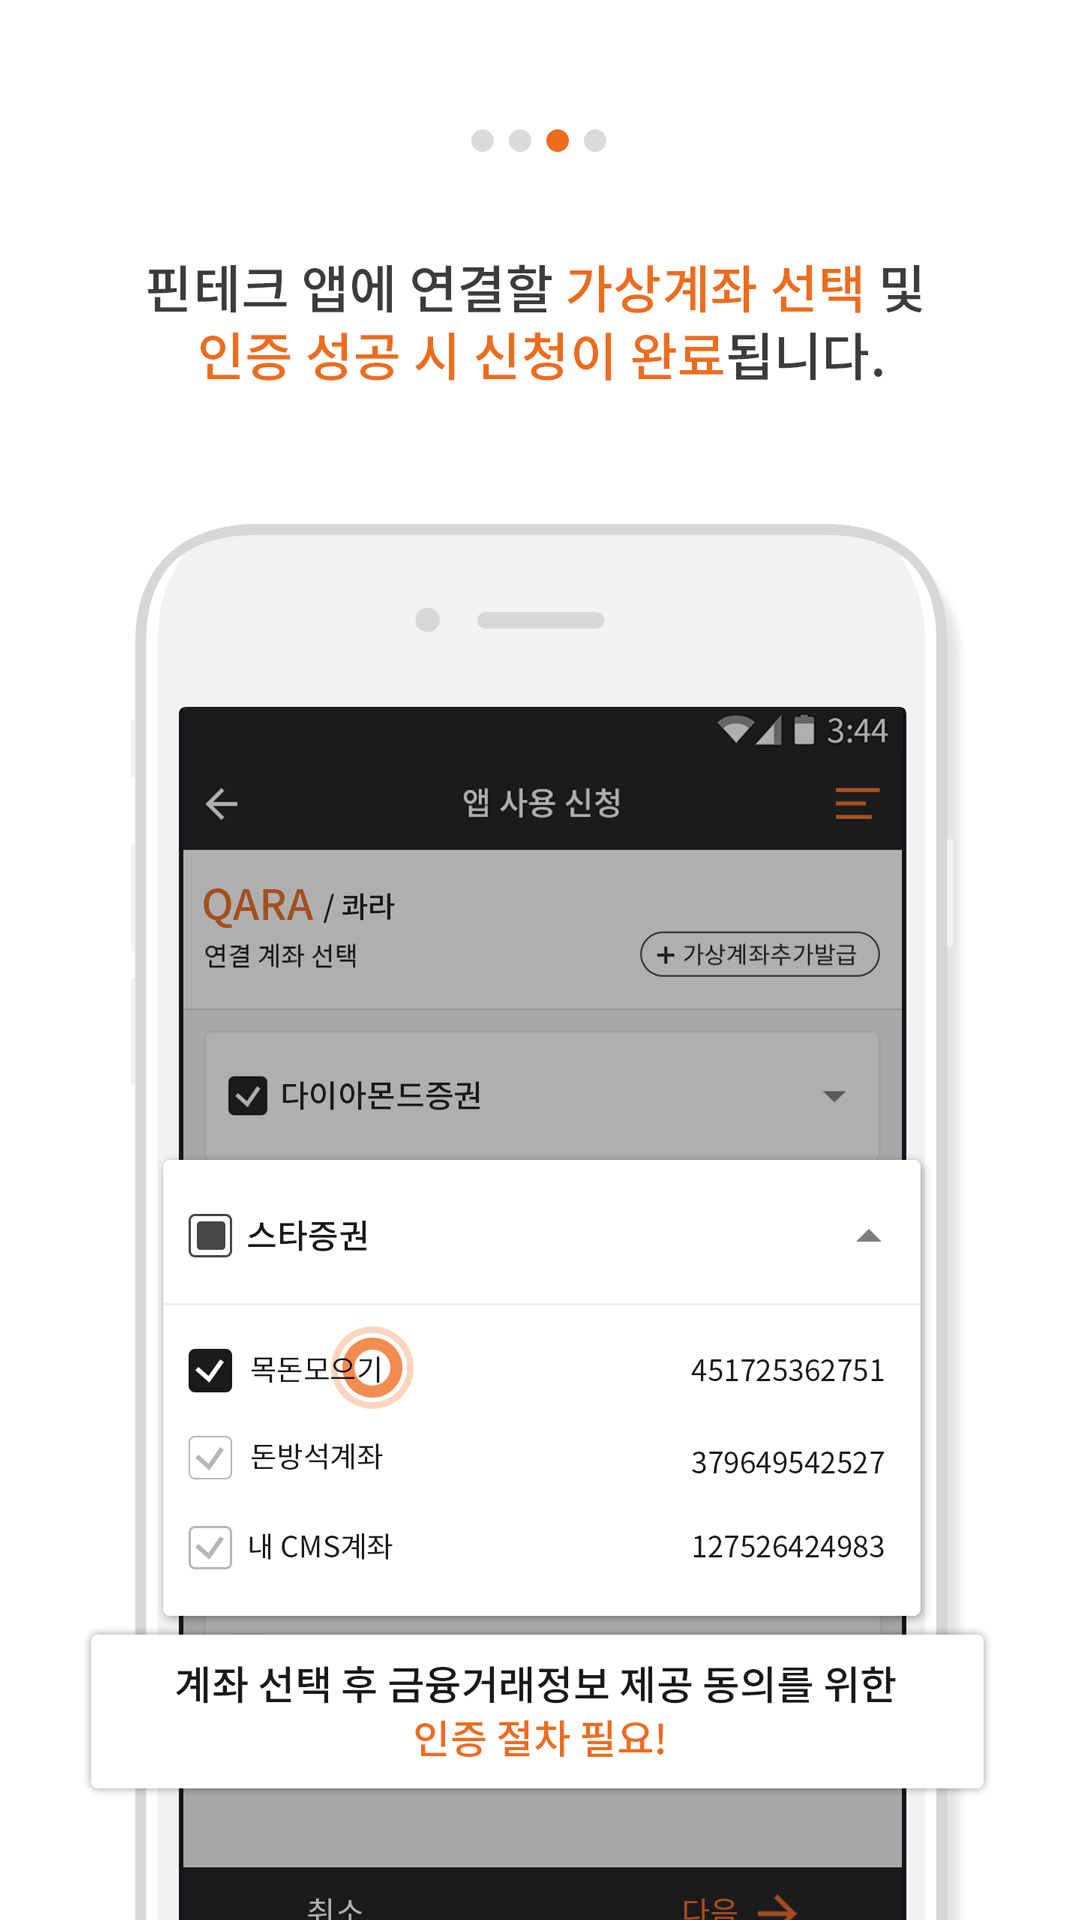 핀테크 앱에 연결할 가상계좌 선택 및
인증 성공 시 신청이 완료됩니다.
3:44
앱 사용 신청
QARA / 콰라
연결 계좌 선택
+ 가상계좌추가발급
다이아몬드증권
스타증권
목돈모으기 451725362751
돈방석계좌 379649542527
내 CMS계좌 127526424983
계좌 선택 후 금융거래정보 제공 동의를 위한
인증 절차 필요!
취소 다음